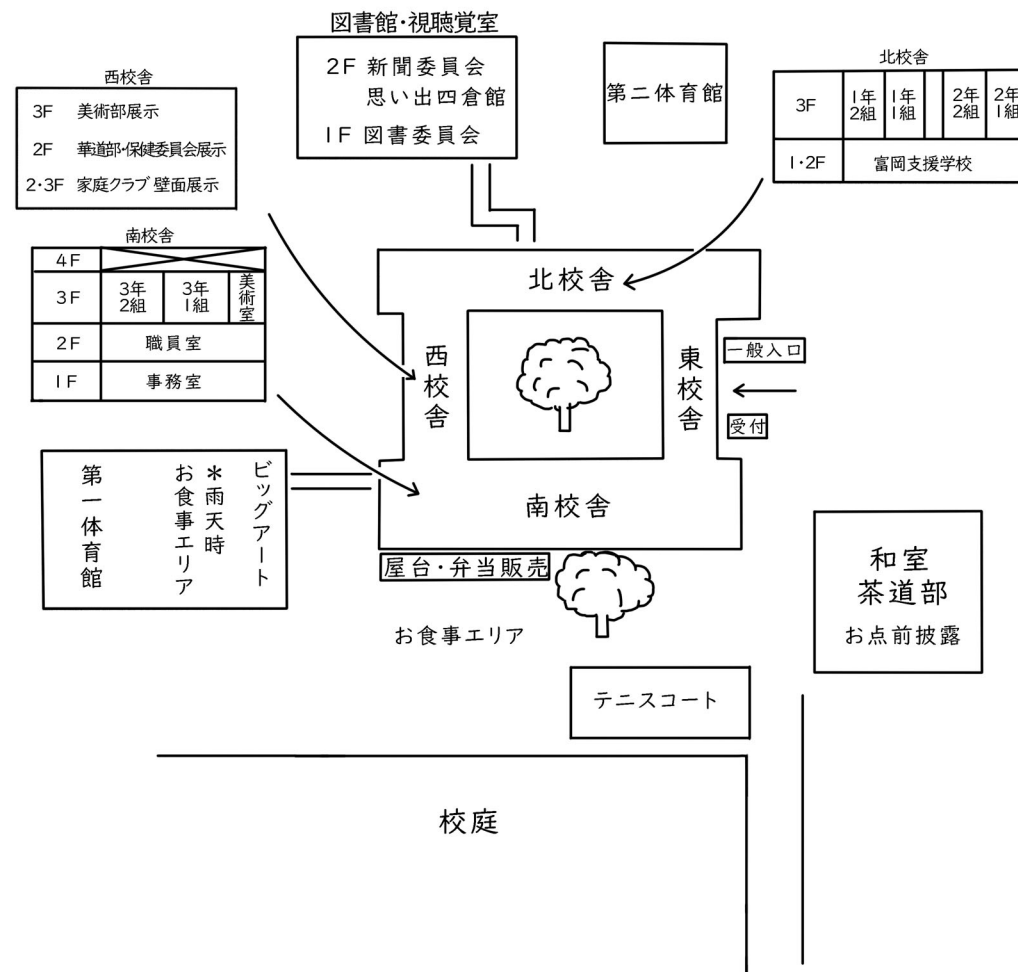 図書館・視聴覚室
2F 新聞委員会
思い出四倉館
1F 図書委員会
第二体育館
北校舎
3F 1年2組 1年1組 2年2組 2年1組
1・2F 富岡支援学校
西校舎
3F 美術部展示
2F 華道部・保健委員会展示
2・3F 家庭クラブ壁面展示
南校舎
4F
3F 3年2組 3年1組 美術室
2F 職員室
1F 事務室
北校舎
西校舎
東校舎
一般入口
受付
南校舎
ビッグアート
*雨天時
お食事エリア
第一体育館
屋台・弁当販売
お食事エリア
和室
茶道部
お点前披露
テニスコート
校庭